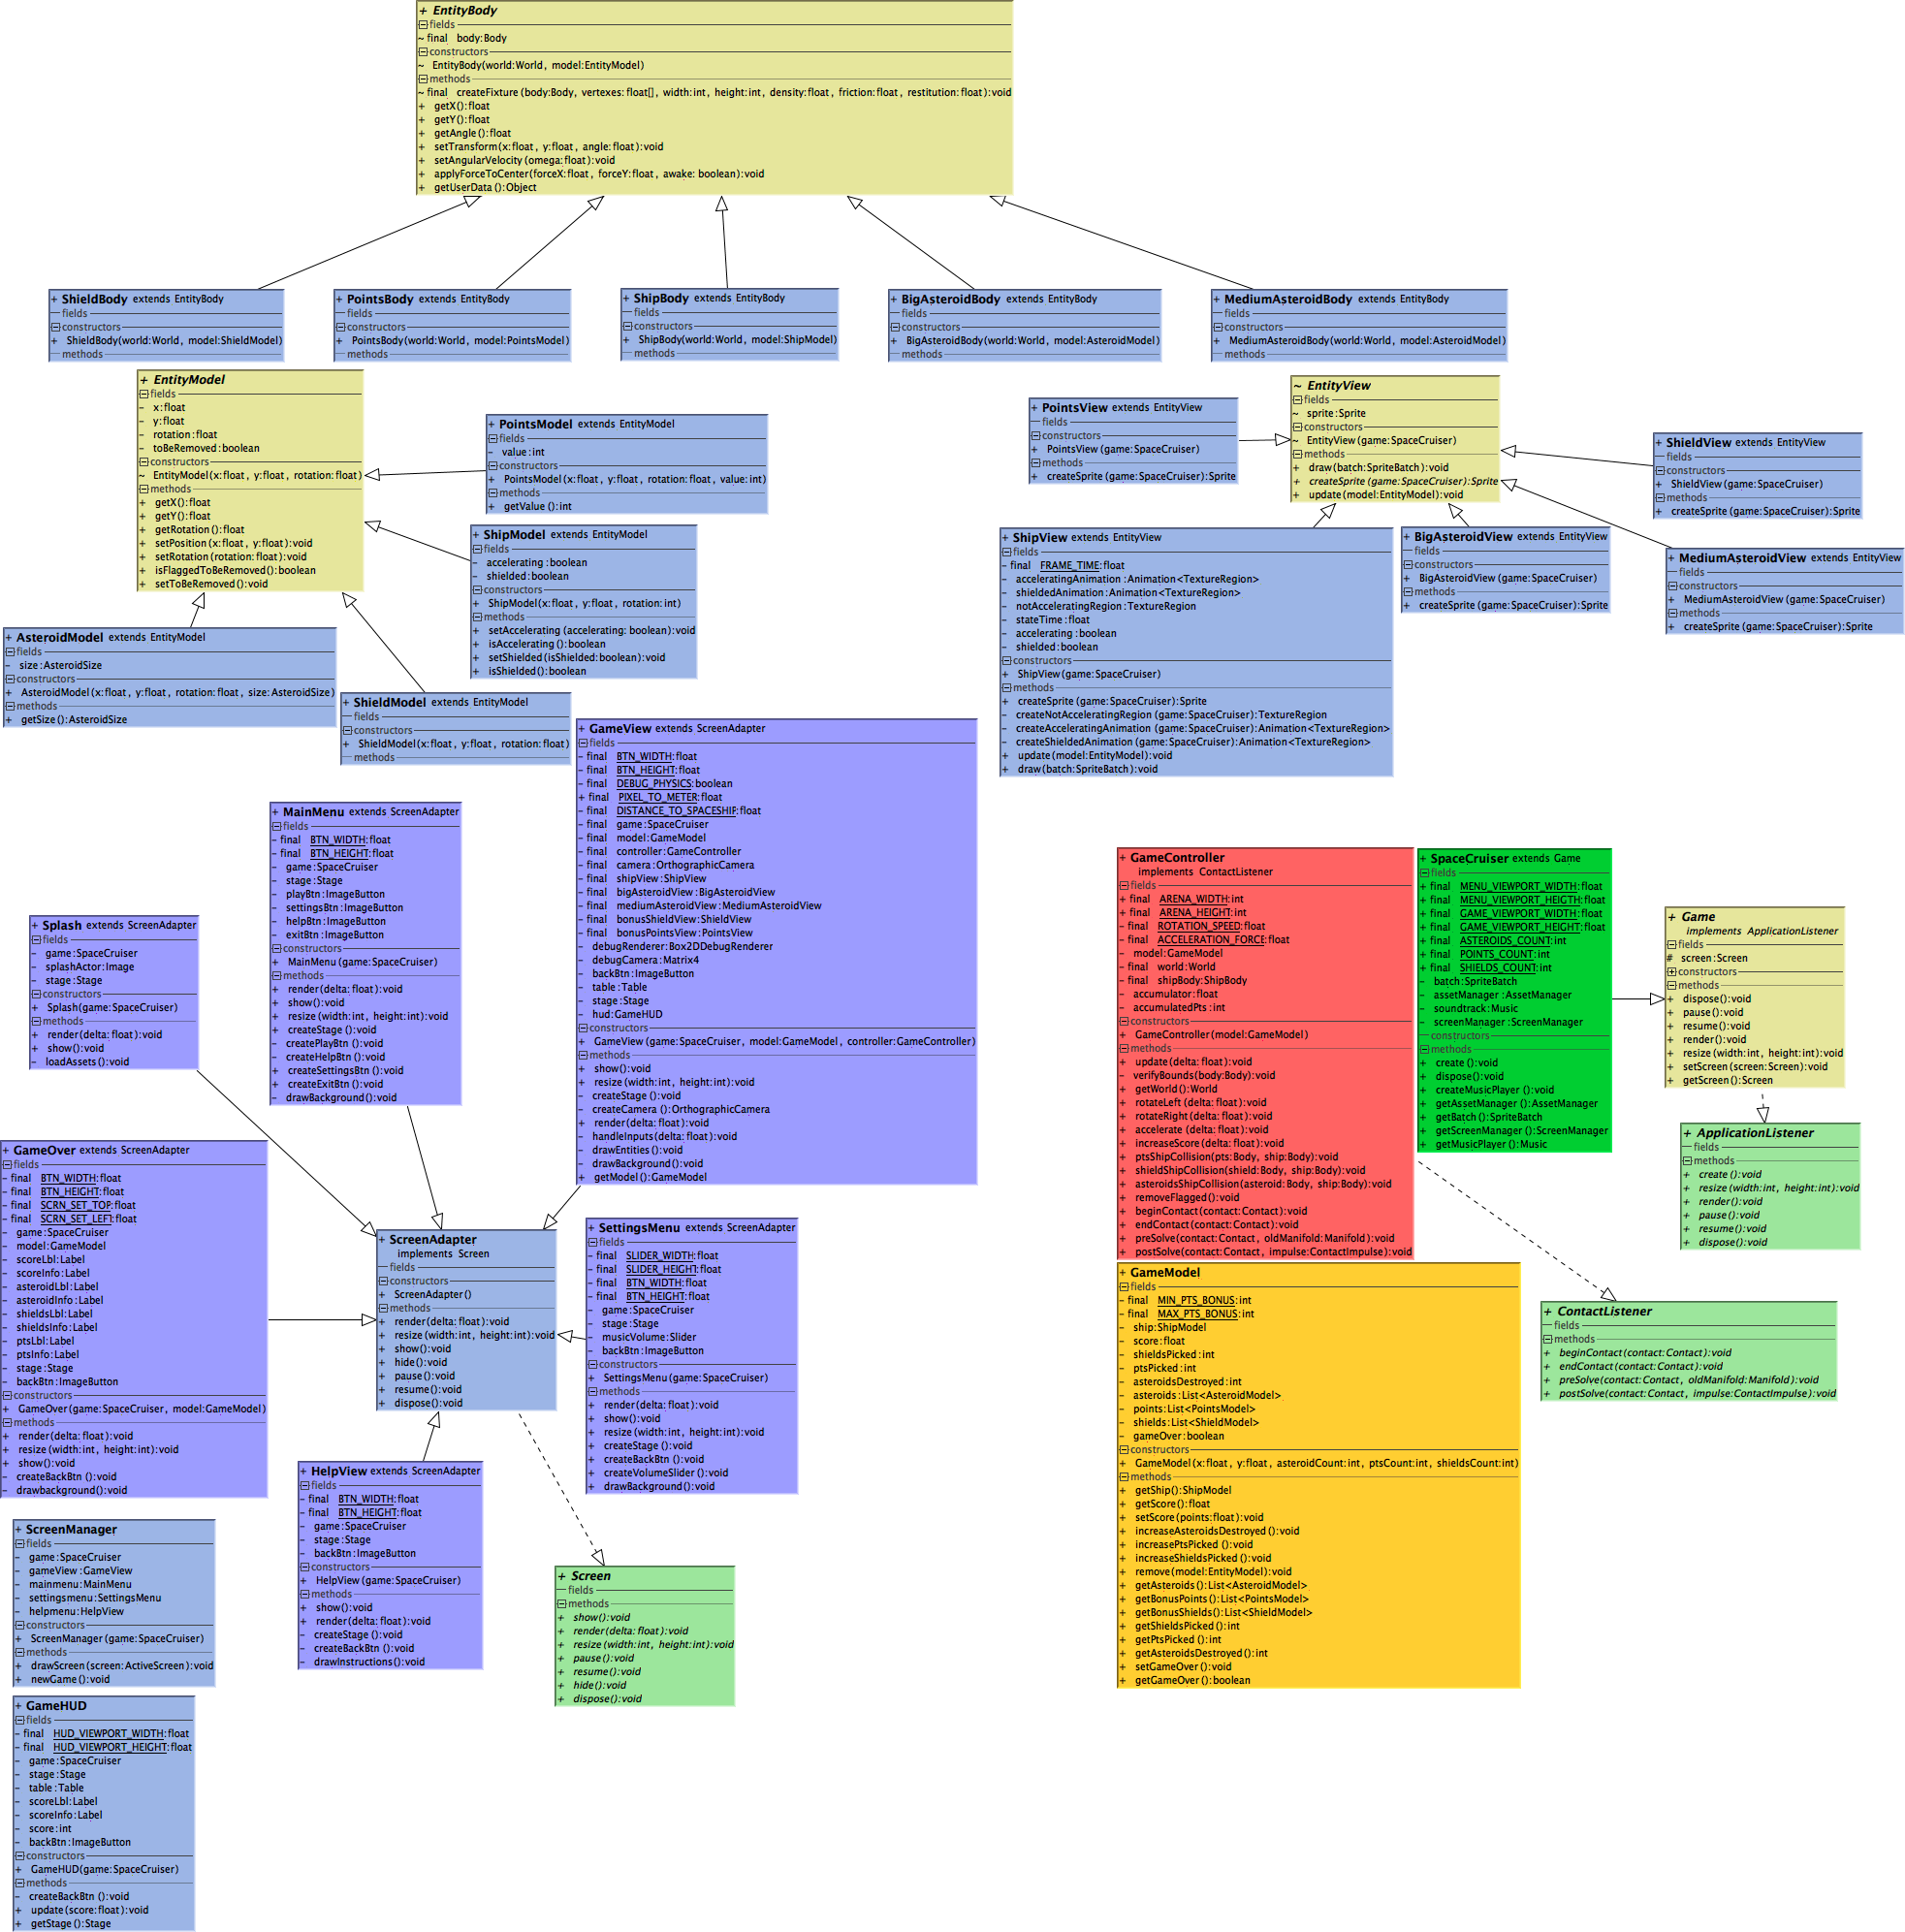 + EntityBody
fields
~ final body:Body
constructors
~ EntityBody(world:World, model:EntityModel)
methods
~ final createFixture(body:Body, vertexes:float[], width:int, height:int, density:float, friction:float, restitution:float):void
+ getX():float
+ getY():float
+ getAngle():float
+ setTransform(x:float, y:float, angle:float):void
+ setAngularVelocity(omega:float):void
+ applyForceToCenter(forceX:float, forceY:float, awake:boolean):void
+ getUserData():Object
+ ShieldBody extends EntityBody
fields
constructors
+ ShieldBody(world:World, model:ShieldModel)
methods
+ PointsBody extends EntityBody
fields
constructors
+ PointsBody(world:World, model:PointsModel)
methods
+ ShipBody extends EntityBody
fields
constructors
+ ShipBody(world:World, model:ShipModel)
methods
+ BigAsteroidBody extends EntityBody
fields
constructors
+ BigAsteroidBody(world:World, model:AsteroidModel)
methods
+ MediumAsteroidBody extends EntityBody
fields
constructors
+ MediumAsteroidBody(world:World, model:AsteroidModel)
methods
+ EntityModel
fields
- x:float
- y:float
- rotation:float
- toBeRemoved:boolean
constructors
~ EntityModel(x:float, y:float, rotation:float)
methods
+ getX():float
+ getY():float
+ getRotation():float
+ setPosition(x:float, y:float):void
+ setRotation(rotation:float):void
+ isFlaggedToBeRemoved():boolean
+ setToBeRemoved():void
+ PointsModel extends EntityModel
fields
- value:int
constructors
+ PointsModel(x:float, y:float, rotation:float, value:int)
methods
+ getValue():int
+ ShipModel extends EntityModel
fields
- accelerating:boolean
- shielded:boolean
constructors
+ ShipModel(x:float, y:float, rotation:int)
methods
+ setAccelerating(accelerating:boolean):void
+ isAccelerating():boolean
+ setShielded(isShielded:boolean):void
+ isShielded():boolean
+ AsteroidModel extends EntityModel
fields
- size:AsteroidSize
constructors
+ AsteroidModel(x:float, y:float, rotation:float, size:AsteroidSize)
methods
+ getSize():AsteroidSize
+ ShieldModel extends EntityModel
fields
constructors
+ ShieldModel(x:float, y:float, rotation:float)
methods
+ PointsView extends EntityView
fields
constructors
+ PointsView(game:SpaceCruiser)
methods
+ createSprite(game:SpaceCruiser):Sprite
~ EntityView
fields
~ sprite:Sprite
constructors
~ EntityView(game:SpaceCruiser)
methods
+ draw(batch:SpriteBatch):void
+ createSprite(game:SpaceCruiser):Sprite
+ update(model:EntityModel):void
+ ShieldView extends EntityView
fields
constructors
+ ShieldView(game:SpaceCruiser)
methods
+ createSprite(game:SpaceCruiser):Sprite
+ ShipView extends EntityView
fields
- final FRAME_TIME:float
- acceleratingAnimation:Animation<TextureRegion>
- shieldedAnimation:Animation<TextureRegion>
- notAcceleratingRegion:TextureRegion
- stateTime:float
- accelerating:boolean
- shielded:boolean
constructors
+ ShipView(game:SpaceCruiser)
methods
+ createSprite(game:SpaceCruiser):Sprite
- createNotAcceleratingRegion(game:SpaceCruiser):TextureRegion
- createAcceleratingAnimation(game:SpaceCruiser):Animation<TextureRegion>
- createShieldedAnimation(game:SpaceCruiser):Animation<TextureRegion>
+ update(model:EntityModel):void
+ draw(batch:SpriteBatch):void
+ BigAsteroidView extends EntityView
fields
constructors
+ BigAsteroidView(game:SpaceCruiser)
methods
+ createSprite(game:SpaceCruiser):Sprite
+ MediumAsteroidView extends EntityView
fields
constructors
+ MediumAsteroidView(game:SpaceCruiser)
methods
+ createSprite(game:SpaceCruiser):Sprite
+ GameView extends ScreenAdapter
fields
- final BTN_WIDTH:float
- final BTN_HEIGHT:float
- final DEBUG_PHYSICS:boolean
+ final PIXEL_TO_METER:float
- final DISTANCE_TO_SPACESHIP:float
- final game:SpaceCruiser
- final model:GameModel
- final controller:GameController
- final camera:OrthographicCamera
- final shipView:ShipView
- final bigAsteroidView:BigAsteroidView
- final mediumAsteroidView:MediumAsteroidView
- final bonusShieldView:ShieldView
- final bonusPointsView:PointsView
- debugRenderer:Box2DDebugRenderer
- debugCamera:Matrix4
- backBtn:ImageButton
- table:Table
- stage:Stage
- hud:GameHUD
constructors
+ GameView(game:SpaceCruiser, model:GameModel, controller:GameController)
methods
+ show():void
+ resize(width:int, height:int):void
- createStage():void
- createCamera():OrthographicCamera
+ render(delta:float):void
- handleInputs(delta:float):void
- drawEntities():void
- drawBackground():void
+ getModel():GameModel
+ MainMenu extends ScreenAdapter
fields
- final BTN_WIDTH:float
- final BTN_HEIGHT:float
- game:SpaceCruiser
- stage:Stage
- playBtn:ImageButton
- settingsBtn:ImageButton
- helpBtn:ImageButton
- exitBtn:ImageButton
constructors
+ MainMenu(game:SpaceCruiser)
methods
+ render(delta:float):void
+ show():void
+ resize(width:int, height:int):void
- createStage():void
- createPlayBtn():void
- createHelpBtn():void
- createSettingsBtn():void
- createExitBtn():void
- drawBackground():void
+ Splash extends ScreenAdapter
fields
- game:SpaceCruiser
- splashActor:Image
- stage:Stage
constructors
+ Splash(game:SpaceCruiser)
methods
+ render(delta:float):void
+ show():void
- loadAssets():void
+ GameController
implements ContactListener
fields
+ final ARENA_WIDTH:int
+ final ARENA_HEIGHT:int
- final ROTATION_SPEED:float
- final ACCELERATION_FORCE:float
- model:GameModel
- final world:World
- final shipBody:ShipBody
- accumulator:float
- accumulatedPts:int
constructors
+ GameController(model:GameModel)
methods
+ update(delta:float):void
- verifyBounds(body:Body):void
+ getWorld():World
+ rotateLeft(delta:float):void
+ rotateRight(delta:float):void
+ accelerate(delta:float):void
+ increaseScore(delta:float):void
+ ptsShipCollision(pts:Body, ship:Body):void
+ shieldShipCollision(shield:Body, ship:Body):void
+ asteroidsShipCollision(asteroid:Body, ship:Body):void
+ removeFlagged():void
+ beginContact(contact:Contact):void
+ endContact(contact:Contact):void
+ preSolve(contact:Contact, oldManifold:Manifold):void
+ postSolve(contact:Contact, impulse:ContactImpulse):void
+ SpaceCruiser extends Game
fields
+ final MENU_VIEWPORT_WIDTH:float
+ final MENU_VIEWPORT_HEIGTH:float
+ final GAME_VIEWPORT_WIDTH:float
+ final GAME_VIEWPORT_HEIGHT:float
+ final ASTEROIDS_COUNT:int
+ final POINTS_COUNT:int
+ final SHIELDS_COUNT:int
- batch:SpriteBatch
- assetManager:AssetManager
- soundtrack:Music
- screenManager:ScreenManager
constructors
methods
+ create():void
+ dispose():void
+ createMusicPlayer():void
+ getAssetManager():AssetManager
+ getBatch():SpriteBatch
+ getScreenManager():ScreenManager
+ getMusicPlayer():Music
+ Game
implements ApplicationListener
fields
# screen:Screen
constructors
methods
+ dispose():void
+ pause():void
+ resume():void
+ render():void
+ resize(width:int, height:int):void
+ setScreen(screen:Screen):void
+ getScreen():Screen
+ ApplicationListener
fields
methods
+ create():void
+ resize(width:int, height:int):void
+ render():void
+ pause():void
+ resume():void
+ dispose():void
+ GameOver extends ScreenAdapter
fields
- final BTN_WIDTH:float
- final BTN_HEIGHT:float
- final SCRN_SET_TOP:float
- final SCRN_SET_LEFT:float
- game:SpaceCruiser
- model:GameModel
- scoreLbl:Label
- scoreInfo:Label
- asteroidLbl:Label
- asteroidInfo:Label
- shieldsLbl:Label
- shieldsInfo:Label
- ptsLbl:Label
- ptsInfo:Label
- stage:Stage
- backBtn:ImageButton
constructors
+ GameOver(game:SpaceCruiser, model:GameModel)
methods
+ render(delta:float):void
+ resize(width:int, height:int):void
+ show():void
- createBackBtn():void
- drawbackground():void
+ ScreenAdapter
implements Screen
fields
constructors
+ ScreenAdapter()
methods
+ render(delta:float):void
+ resize(width:int, height:int):void
+ show():void
+ hide():void
+ pause():void
+ resume():void
+ dispose():void
+ SettingsMenu extends ScreenAdapter
fields
- final SLIDER_WIDTH:float
- final SLIDER_HEIGHT:float
- final BTN_WIDTH:float
- final BTN_HEIGHT:float
- game:SpaceCruiser
- stage:Stage
- musicVolume:Slider
- backBtn:ImageButton
constructors
+ SettingsMenu(game:SpaceCruiser)
methods
+ render(delta:float):void
+ show():void
+ resize(width:int, height:int):void
+ createStage():void
+ createBackBtn():void
- createVolumeSlider():void
- drawBackground():void
+ GameModel
fields
- final MIN_PTS_BONUS:int
- final MAX_PTS_BONUS:int
- ship:ShipModel
- score:float
- shieldsPicked:int
- ptsPicked:int
- asteroidsDestroyed:int
- asteroids:List<AsteroidModel>
- points:List<PointsModel>
- shields:List<ShieldModel>
- gameOver:boolean
constructors
+ GameModel(x:float, y:float, asteroidCount:int, ptsCount:int, shieldsCount:int)
methods
+ getShip():ShipModel
+ getScore():float
+ setScore(points:float):void
+ increaseAsteroidsDestroyed():void
+ increasePtsPicked():void
+ increaseShieldsPicked():void
+ remove(model:EntityModel):void
+ getAsteroids():List<AsteroidModel>
+ getBonusPoints():List<PointsModel>
+ getBonusShields():List<ShieldModel>
+ getShieldsPicked():int
+ getPtsPicked():int
+ getAsteroidsDestroyed():int
+ setGameOver():void
+ getGameOver():boolean
+ ContactListener
fields
methods
+ beginContact(contact:Contact):void
+ endContact(contact:Contact):void
+ preSolve(contact:Contact, oldManifold:Manifold):void
+ postSolve(contact:Contact, impulse:ContactImpulse):void
+ HelpView extends ScreenAdapter
fields
- final BTN_WIDTH:float
- final BTN_HEIGHT:float
- game:SpaceCruiser
- stage:Stage
- backBtn:ImageButton
constructors
+ HelpView(game:SpaceCruiser)
methods
+ show():void
+ render(delta:float):void
- createStage():void
- createBackBtn():void
- drawInstructions():void
+ Screen
fields
methods
+ show():void
+ render(delta:float):void
+ resize(width:int, height:int):void
+ pause():void
+ resume():void
+ hide():void
+ dispose():void
+ ScreenManager
fields
- game:SpaceCruiser
- gameView:GameView
- mainmenu:MainMenu
- settingsmenu:SettingsMenu
- helpmenu:HelpView
constructors
+ ScreenManager(game:SpaceCruiser)
methods
+ drawScreen(screen:ActiveScreen):void
+ newGame():void
+ GameHUD
fields
- final HUD_VIEWPORT_WIDTH:float
- final HUD_VIEWPORT_HEIGHT:float
- game:SpaceCruiser
- stage:Stage
- table:Table
- scoreLbl:Label
- scoreInfo:Label
- score:int
- backBtn:ImageButton
constructors
+ GameHUD(game:SpaceCruiser)
methods
- createBackBtn():void
+ update(score:float):void
+ getStage():Stage